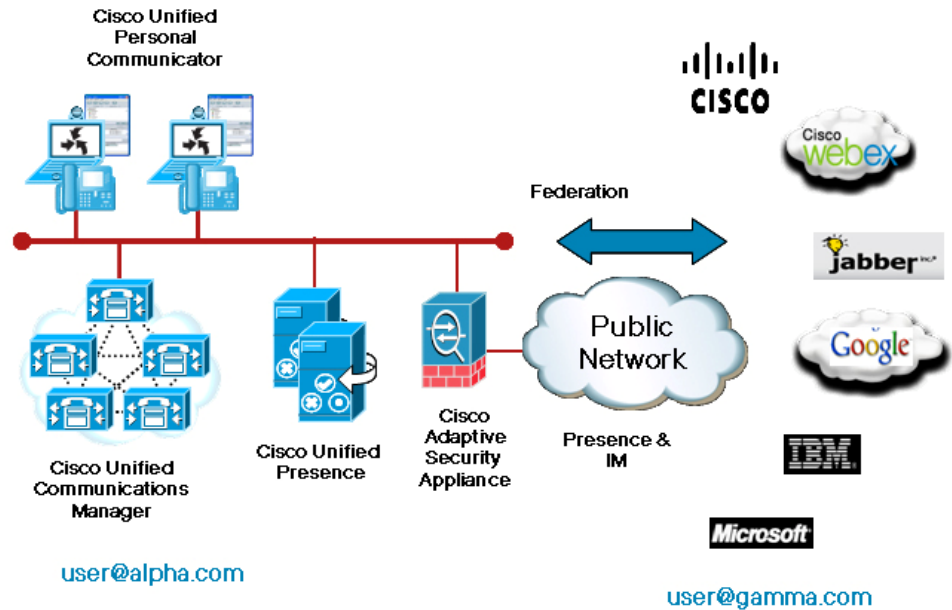 Cisco Unified
Personal
Communicator
CISCO
Cisco
webex
Federation
jabber inc.®
Public
Network
Google
Cisco Unified
Communications
Manager
Cisco Unified
Presence
Cisco
Adaptive
Security
Appliance
Presence &
IM
IBM®
Microsoft
user@alpha.com
user@gamma.com